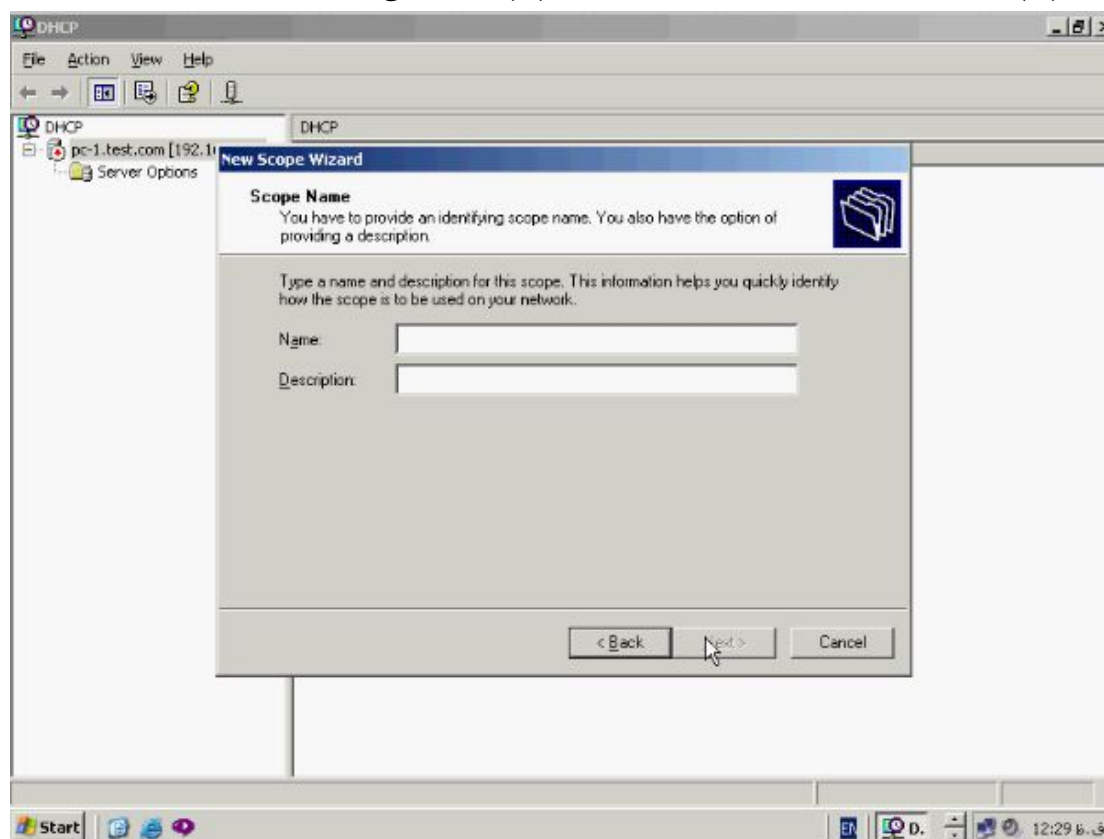 DHCP
File Action View Help
DHCP
DHCP
pc-1.test.com [192.1
Server Options
New Scope Wizard
Scope Name
You have to provide an identifying scope name. You also have the option of
providing a description.
Type a name and description for this scope. This information helps you quickly identify
how the scope is to be used on your network.
Name:
Description:
< Back
Next >
Cancel
Start
EN
D.
12:29 ق.ظ